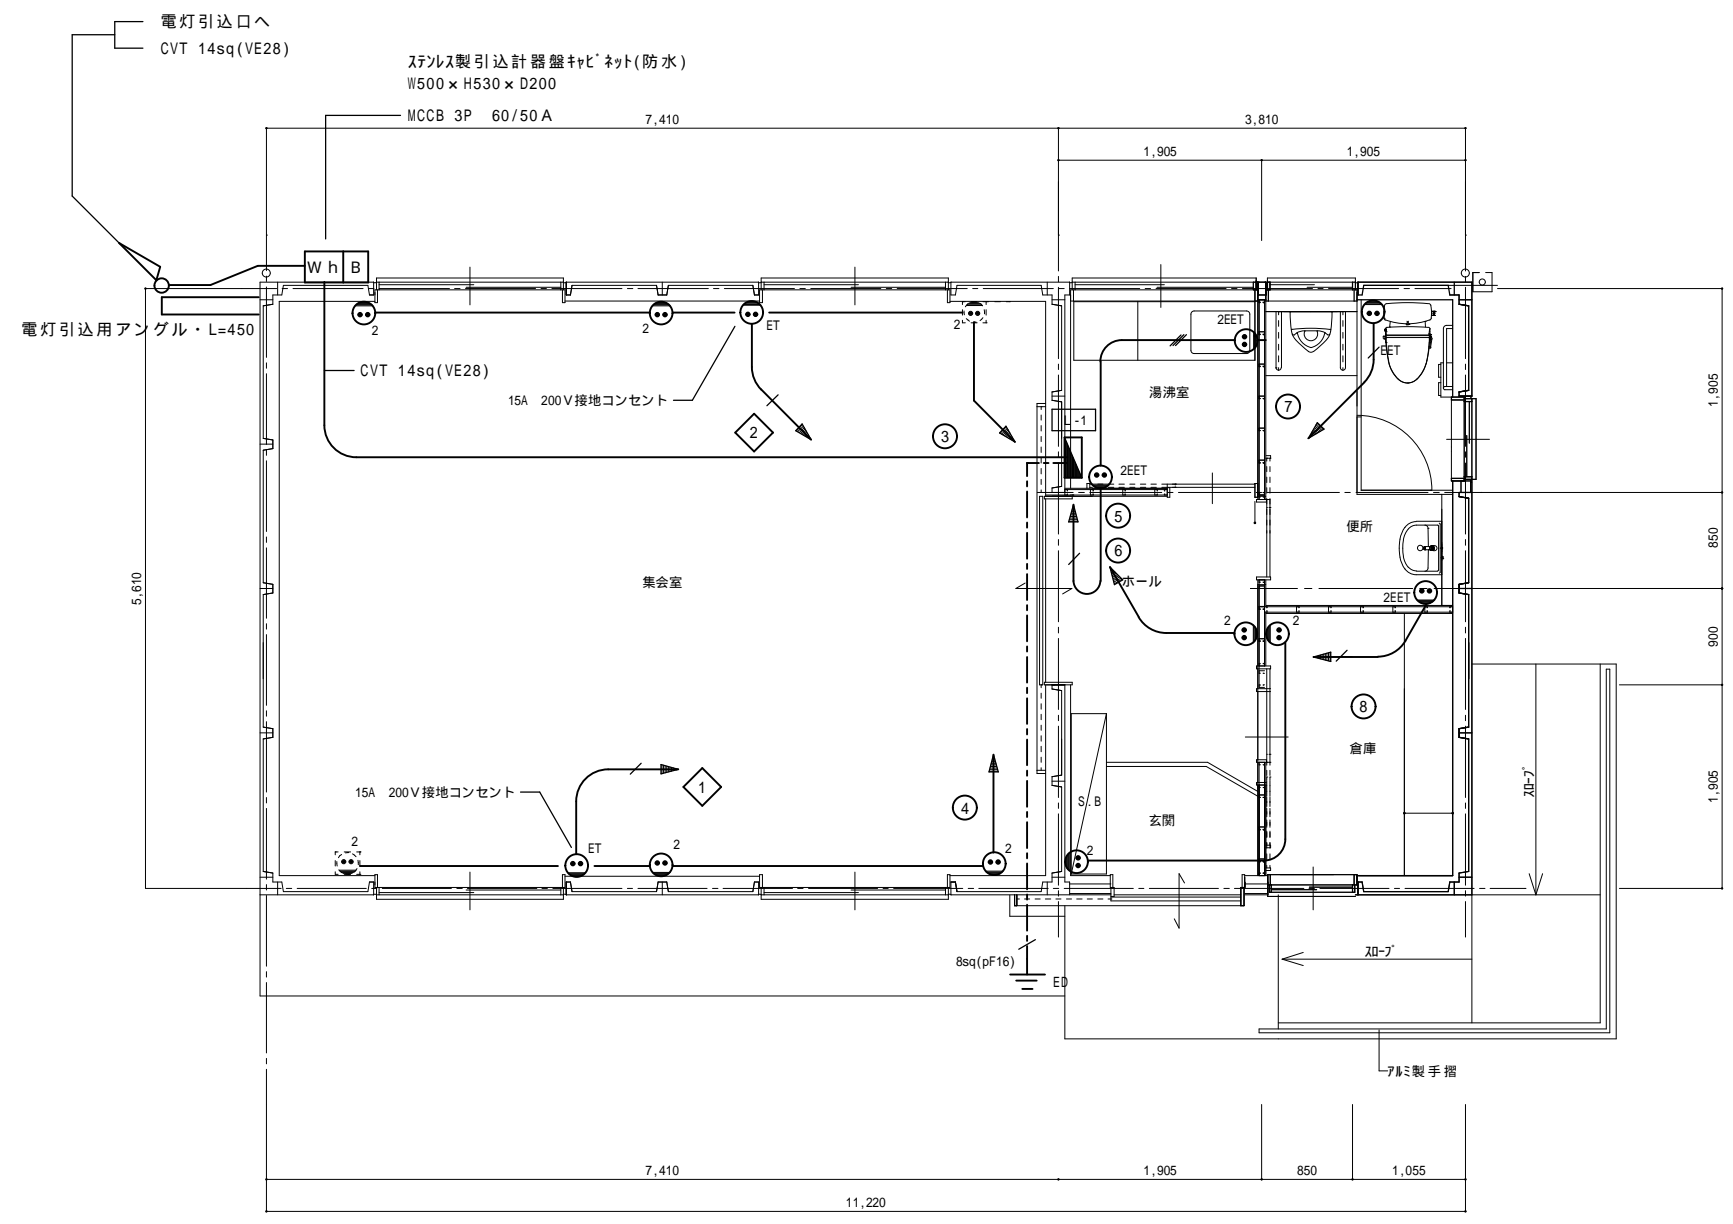 電灯引込口へ
CVT 14sq(VE28)
ｽﾃﾝﾚｽ製引込計器盤ｷｬﾋﾞﾈｯﾄ(防水)
W500×H530×D200
MCCB 3P 60/50A
7,410
3,810
1,905
1,905
Wh B
電灯引込用アングル・L=450
2
2
ET
2
2EET
EET
CVT 14sq(VE28)
15A 200V接地コンセント
湯沸室
1,905
L-1
2
3
7
2EET
5
便所
850
6
集会室
ホール
5,610
2EET
2
2
900
8
倉庫
1
15A 200V接地コンセント
4
S.B
玄関
ｽﾛｰﾌﾟ
1,905
2
ET
2
2
2
8sq(pF16)
ED
ｽﾛｰﾌﾟ
ｱﾙﾐ製手摺
7,410
1,905
850
1,055
11,220